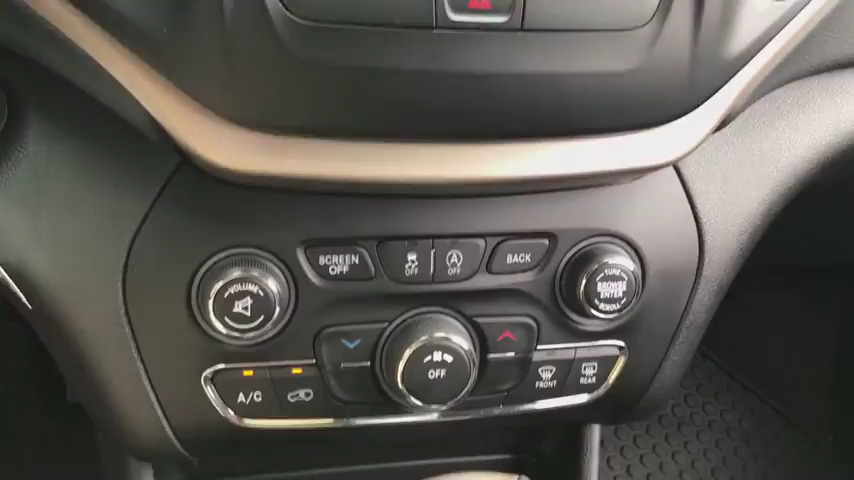 SCREEN
OFF
OFF
OFF
BACK
VOLUME
TUNE
BROWSE
ENTER
SCROLL
OFF
A/C
FRONT
REAR